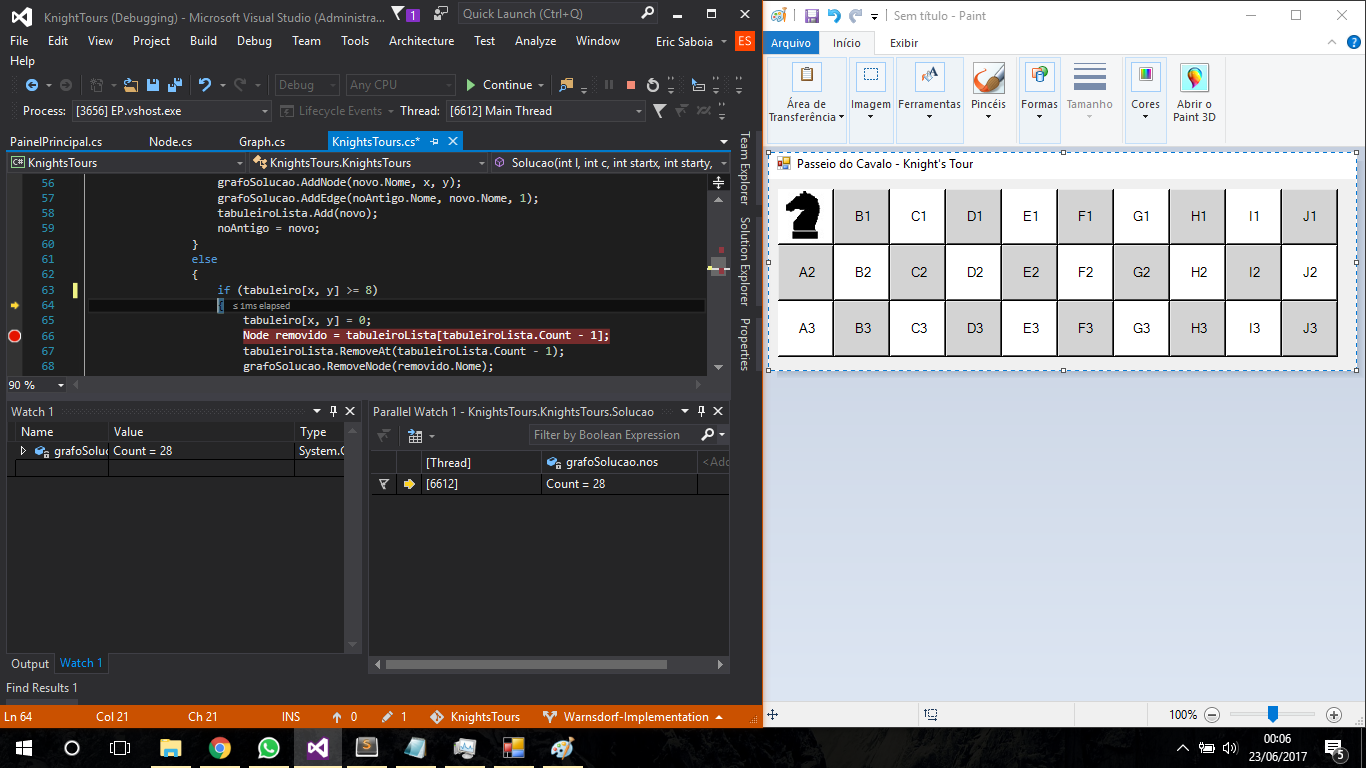 KnightTours (Debugging) - Microsoft Visual Studio (Administra...
1
Quick Launch (Ctrl+Q)
File Edit View Project Build Debug Team Tools Architecture Test Analyze Window Eric Saboia ES
Help
Debug Any CPU Continue
Process: [3656] EP.vshost.exe Lifecycle Events Thread: [6612] Main Thread
PainelPrincipal.cs Node.cs Graph.cs KnightsTours.cs*
C# KnightsTours KnightsTours.KnightsTours Solucao(int l, int c, int startx, int starty,
56 grafoSolucao.AddNode(novo.Nome, x, y);
57 grafoSolucao.AddEdge(noAntigo.Nome, novo.Nome, 1);
58 tabuleiroLista.Add(novo);
59 noAntigo = novo;
60 }
61 else
62 {
63 if (tabuleiro[x, y] >= 8)
64 { ≤ 1ms elapsed
65 tabuleiro[x, y] = 0;
66 Node removido = tabuleiroLista[tabuleiroLista.Count - 1];
67 tabuleiroLista.RemoveAt(tabuleiroLista.Count - 1);
68 grafoSolucao.RemoveNode(removido.Nome);
90 %
Team Explorer
Solution Explorer
Properties
Watch 1
Name Value Type
grafoSoluc Count = 28 System.C
Parallel Watch 1 - KnightsTours.KnightsTours.Solucao
Filter by Boolean Expression
[Thread] grafoSolucao.nos <Add
[6612] Count = 28
Output Watch 1
Find Results 1
Ln 64 Col 21 Ch 21 INS 0 1 KnightsTours Warnsdorf-Implementation
Sem título - Paint
Arquivo Início Exibir
Área de Transferência
Imagem
Ferramentas
Pincéis
Formas
Tamanho
Cores
Abrir o Paint 3D
Passeio do Cavalo - Knight's Tour
B1 C1 D1 E1 F1 G1 H1 I1 J1
A2 B2 C2 D2 E2 F2 G2 H2 I2 J2
A3 B3 C3 D3 E3 F3 G3 H3 I3 J3
100%
00:06
23/06/2017
5